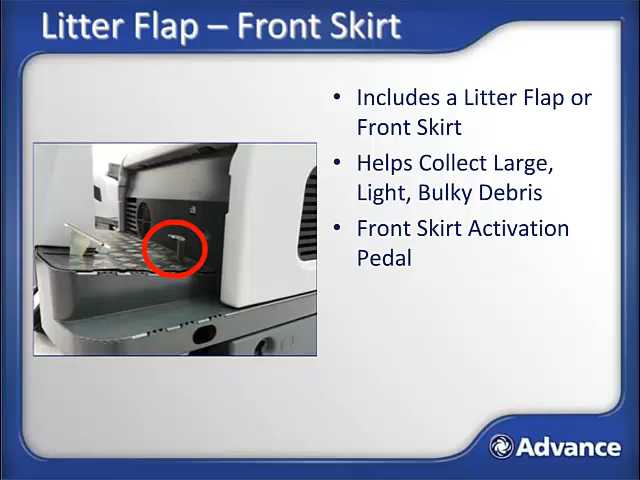 Litter Flap – Front Skirt
• Includes a Litter Flap or
Front Skirt
• Helps Collect Large,
Light, Bulky Debris
• Front Skirt Activation
Pedal
Advance